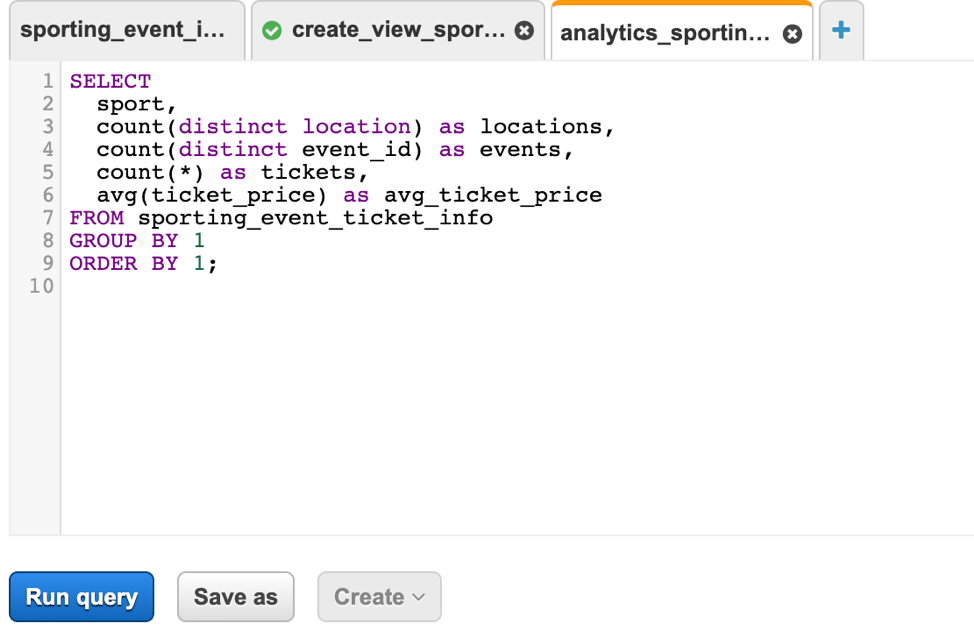 sporting_event_i...
create_view_spor...
analytics_sportin...
+
1 SELECT
2 sport,
3 count(distinct location) as locations,
4 count(distinct event_id) as events,
5 count(*) as tickets,
6 avg(ticket_price) as avg_ticket_price
7 FROM sporting_event_ticket_info
8 GROUP BY 1
9 ORDER BY 1;
10
Run query
Save as
Create